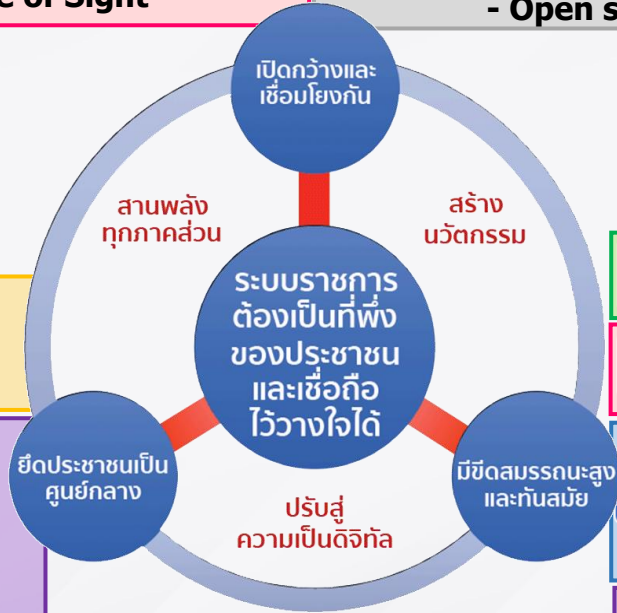 e of Sight
- Open s
เปิดกว้างและ
เชื่อมโยงกัน
สานพลัง
ทุกภาคส่วน
สร้าง
นวัตกรรม
ระบบราชการ
ต้องเป็นที่พึ่ง
ของประชาชน
และเชื่อถือ
ไว้วางใจได้
ยึดประชาชนเป็น
ศูนย์กลาง
มีขีดสมรรถนะสูง
และทันสมัย
ปรับสู่
ความเป็นดิจิทัล